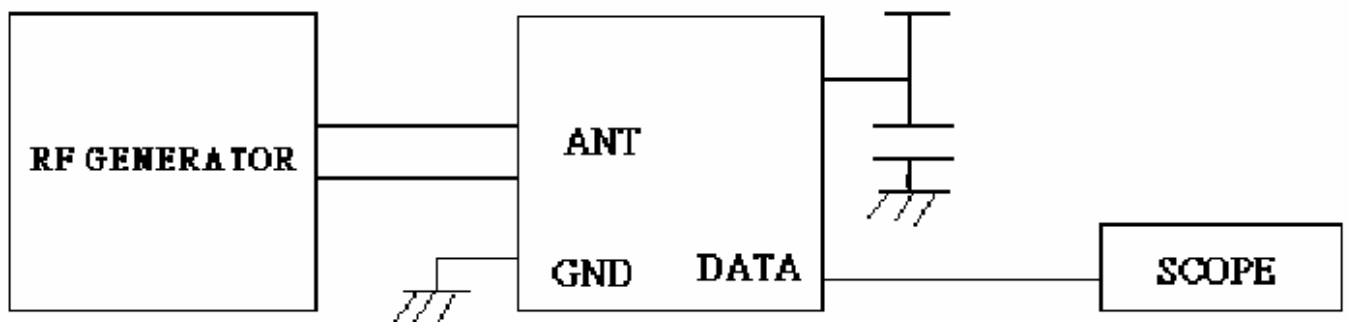 RF GENERATOR
ANT
GND
DATA
SCOPE